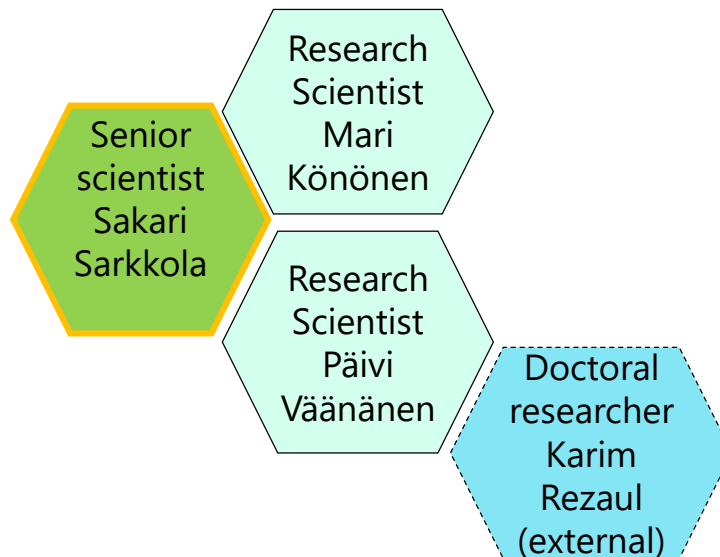 Research
Scientist
Mari
Könönen
Senior
scientist
Sakari
Sarkkola
Research
Scientist
Päivi
Väänänen
Doctoral
researcher
Karim
Rezaul
(external)